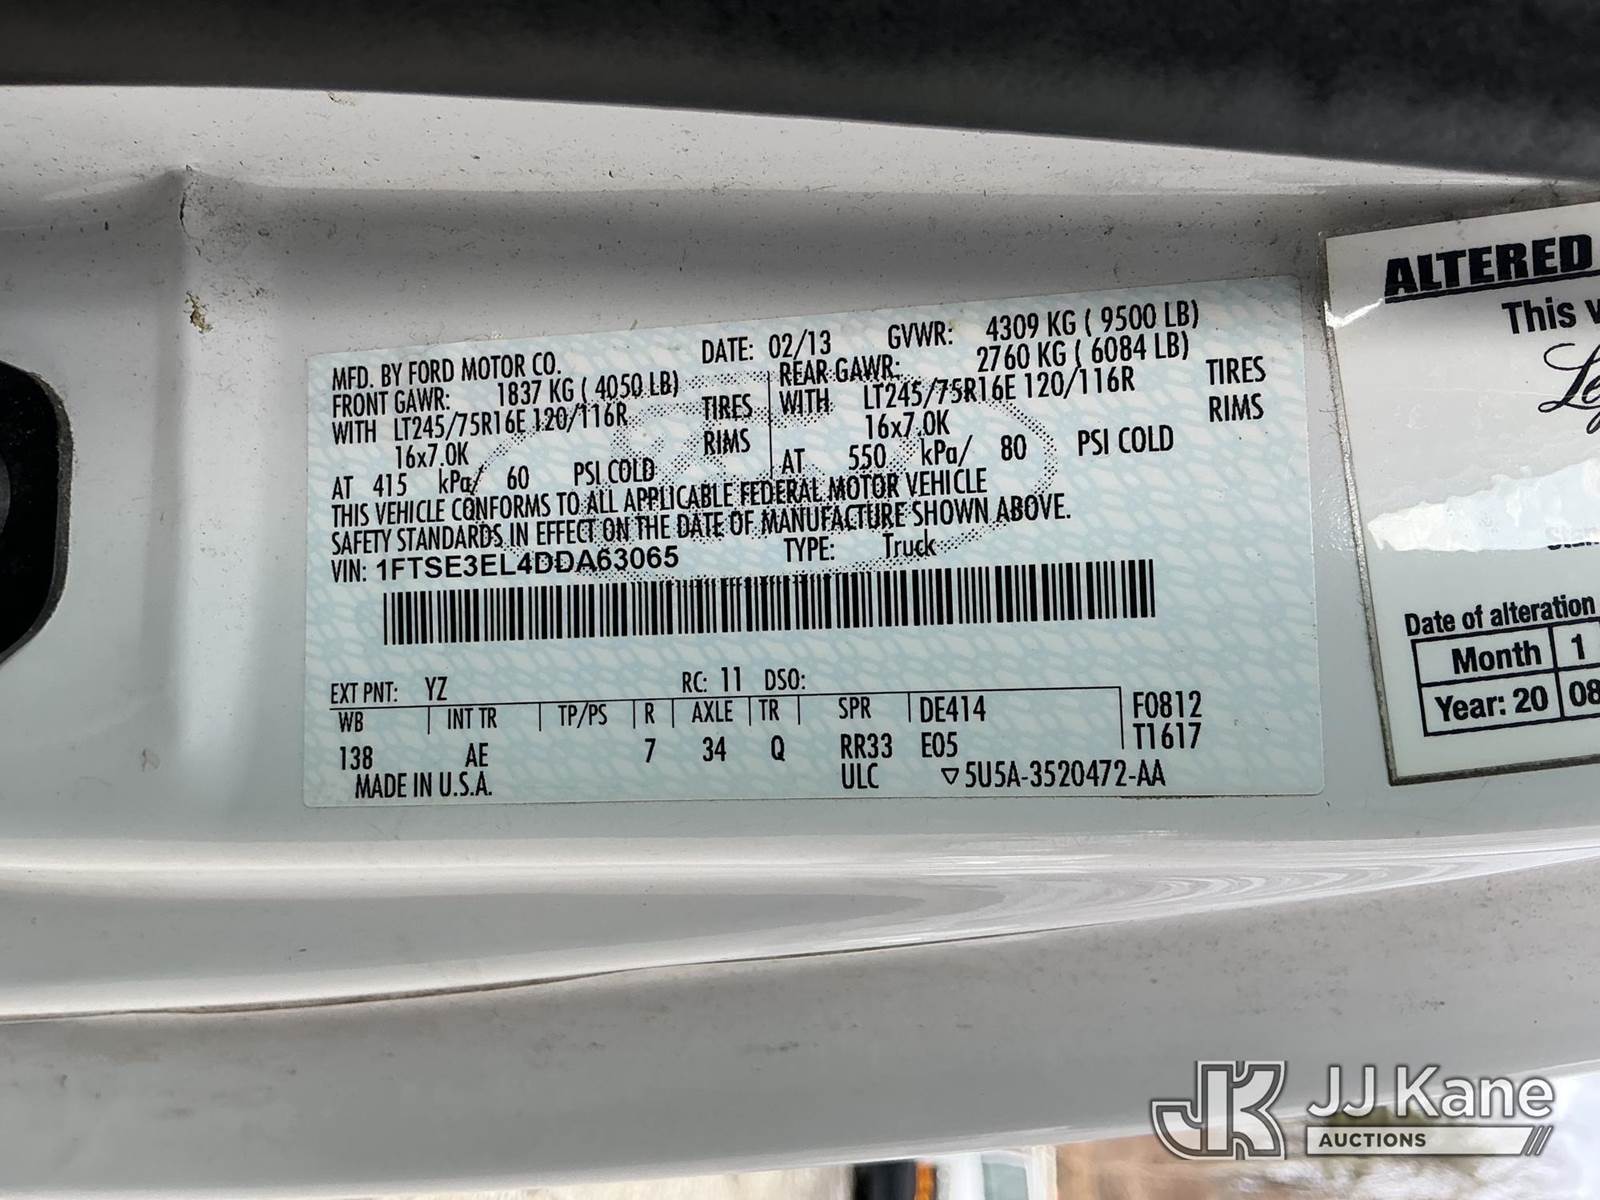 MFD. BY FORD MOTOR CO.
DATE: 02/13
GVWR: 4309 KG ( 9500 LB)
FRONT GAWR: 1837 KG ( 4050 LB)
REAR GAWR: 2760 KG ( 6084 LB)
WITH LT245/75R16E 120/116R TIRES
WITH LT245/75R16E 120/116R TIRES
16x7.0K RIMS
16x7.0K RIMS
AT 415 kPa/ 60 PSI COLD
AT 550 kPa/ 80 PSI COLD
THIS VEHICLE CONFORMS TO ALL APPLICABLE FEDERAL MOTOR VEHICLE
SAFETY STANDARDS IN EFFECT ON THE DATE OF MANUFACTURE SHOWN ABOVE.
VIN: 1FTSE3EL4DDA63065
TYPE: Truck
EXT PNT: YZ RC: 11 DSO:
WB INT TR TP/PS R AXLE TR SPR DE414 F0812
138 AE 7 34 Q RR33 E05 T1617
MADE IN U.S.A. ULC 5U5A-3520472-AA
ALTERED
This
Date of alteration
Month 1
Year: 20 08
JK JJ Kane
AUCTIONS